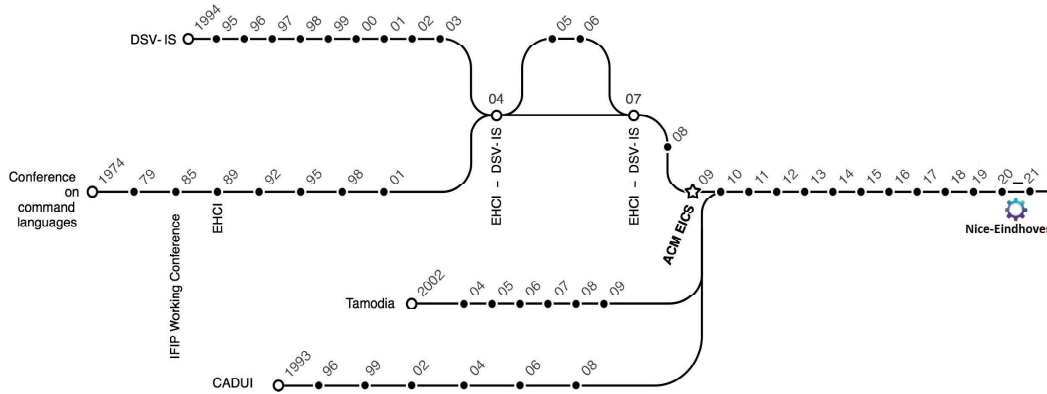 DSV- IS 1994 95 96 97 98 99 00 01 02 03
05 06
04 07
08
EHCI - DSV-IS
EHCI - DSV-IS
Conference
on
command
languages
1974 79 85 89 92 95 98 01
IFIP Working Conference
EHCI
09 10 11 12 13 14 15 16 17 18 19 20_21
ACM EICS
Nice-Eindhoven
Tamodia 2002 04 05 06 07 08 09
CADUI 1993 96 99 02 04 06 08